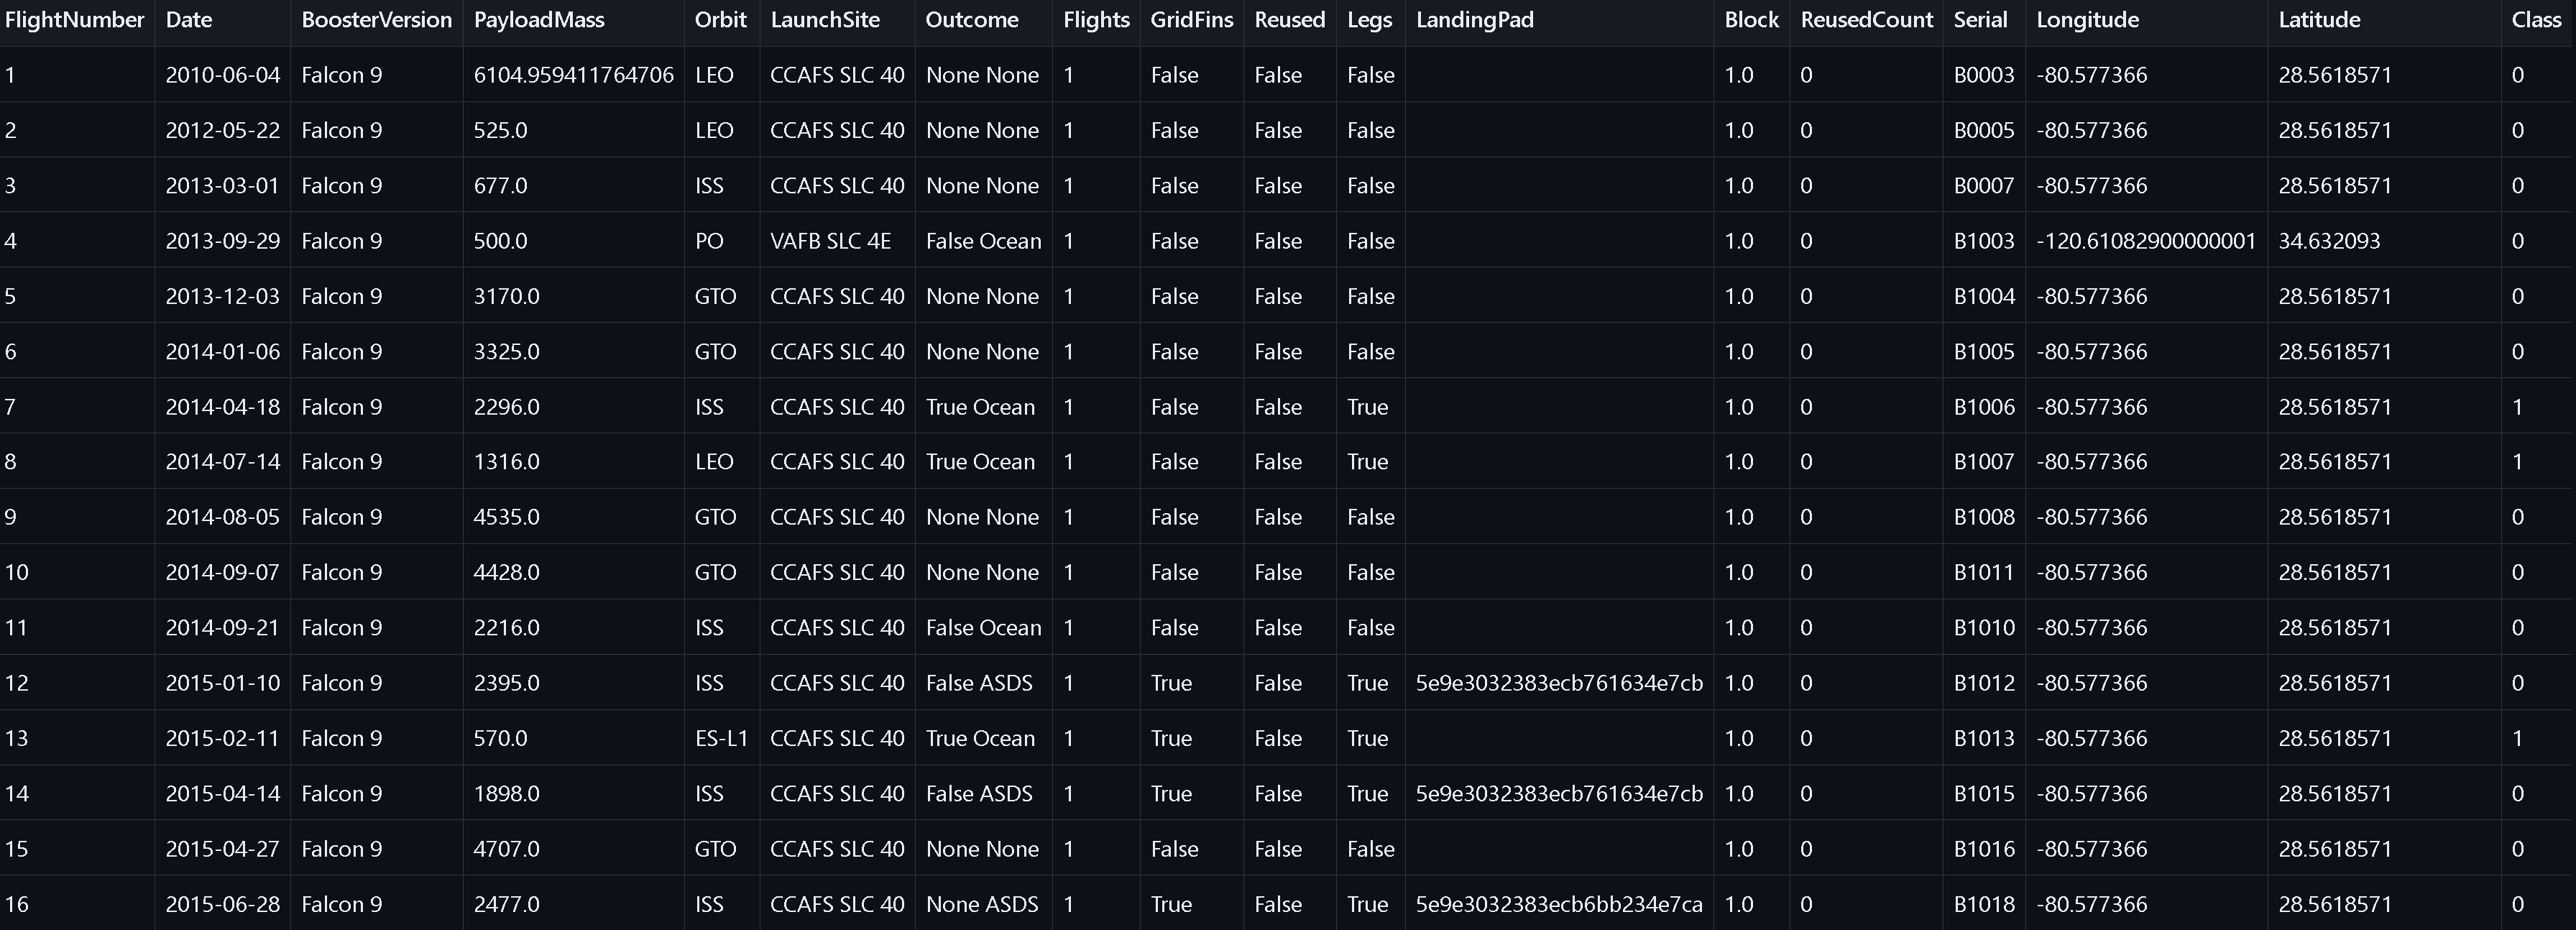 FlightNumber Date BoosterVersion PayloadMass Orbit LaunchSite Outcome Flights GridFins Reused Legs LandingPad Block ReusedCount Serial Longitude Latitude Class
1 2010-06-04 Falcon 9 6104.959411764706 LEO CCAFS SLC 40 None None 1 False False False 1.0 0 B0003 -80.577366 28.5618571 0
2 2012-05-22 Falcon 9 525.0 LEO CCAFS SLC 40 None None 1 False False False 1.0 0 B0005 -80.577366 28.5618571 0
3 2013-03-01 Falcon 9 677.0 ISS CCAFS SLC 40 None None 1 False False False 1.0 0 B0007 -80.577366 28.5618571 0
4 2013-09-29 Falcon 9 500.0 PO VAFB SLC 4E False Ocean 1 False False False 1.0 0 B1003 -120.61082900000001 34.632093 0
5 2013-12-03 Falcon 9 3170.0 GTO CCAFS SLC 40 None None 1 False False False 1.0 0 B1004 -80.577366 28.5618571 0
6 2014-01-06 Falcon 9 3325.0 GTO CCAFS SLC 40 None None 1 False False False 1.0 0 B1005 -80.577366 28.5618571 0
7 2014-04-18 Falcon 9 2296.0 ISS CCAFS SLC 40 True Ocean 1 False False True 1.0 0 B1006 -80.577366 28.5618571 1
8 2014-07-14 Falcon 9 1316.0 LEO CCAFS SLC 40 True Ocean 1 False False True 1.0 0 B1007 -80.577366 28.5618571 1
9 2014-08-05 Falcon 9 4535.0 GTO CCAFS SLC 40 None None 1 False False False 1.0 0 B1008 -80.577366 28.5618571 0
10 2014-09-07 Falcon 9 4428.0 GTO CCAFS SLC 40 None None 1 False False False 1.0 0 B1011 -80.577366 28.5618571 0
11 2014-09-21 Falcon 9 2216.0 ISS CCAFS SLC 40 False Ocean 1 False False False 1.0 0 B1010 -80.577366 28.5618571 0
12 2015-01-10 Falcon 9 2395.0 ISS CCAFS SLC 40 False ASDS 1 True False True 5e9e3032383ecb761634e7cb 1.0 0 B1012 -80.577366 28.5618571 0
13 2015-02-11 Falcon 9 570.0 ES-L1 CCAFS SLC 40 True Ocean 1 True False True 1.0 0 B1013 -80.577366 28.5618571 1
14 2015-04-14 Falcon 9 1898.0 ISS CCAFS SLC 40 False ASDS 1 True False True 5e9e3032383ecb761634e7cb 1.0 0 B1015 -80.577366 28.5618571 0
15 2015-04-27 Falcon 9 4707.0 GTO CCAFS SLC 40 None None 1 False False False 1.0 0 B1016 -80.577366 28.5618571 0
16 2015-06-28 Falcon 9 2477.0 ISS CCAFS SLC 40 None ASDS 1 True False True 5e9e3032383ecb6bb234e7ca 1.0 0 B1018 -80.577366 28.5618571 0